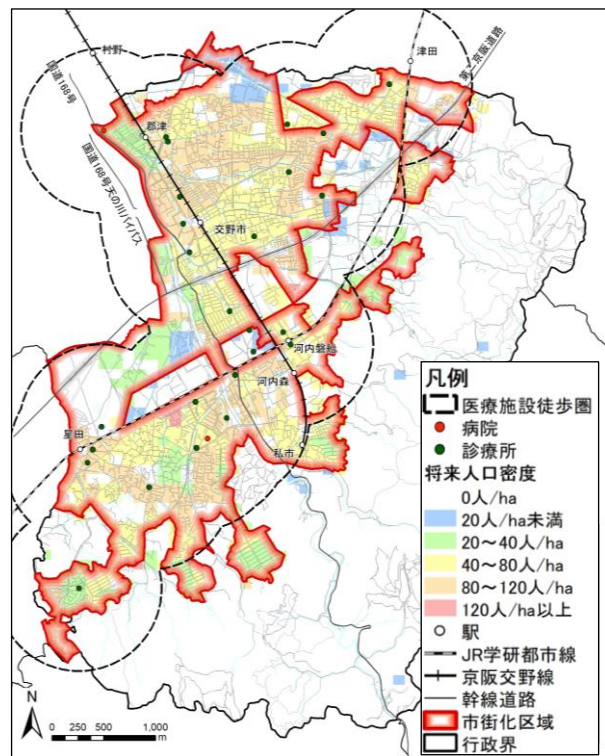 村野
津田
国道168号
第二京阪道路
郡津
国道168号 天の川バイパス
交野市
河内磐船
河内森
星田
私市
凡例
医療施設徒歩圏
病院
診療所
将来人口密度
0人/ha
20人/ha未満
20～40人/ha
40～80人/ha
80～120人/ha
120人/ha以上
駅
JR学研都市線
京阪交野線
幹線道路
市街化区域
行政界
N
0 250 500 1,000
m